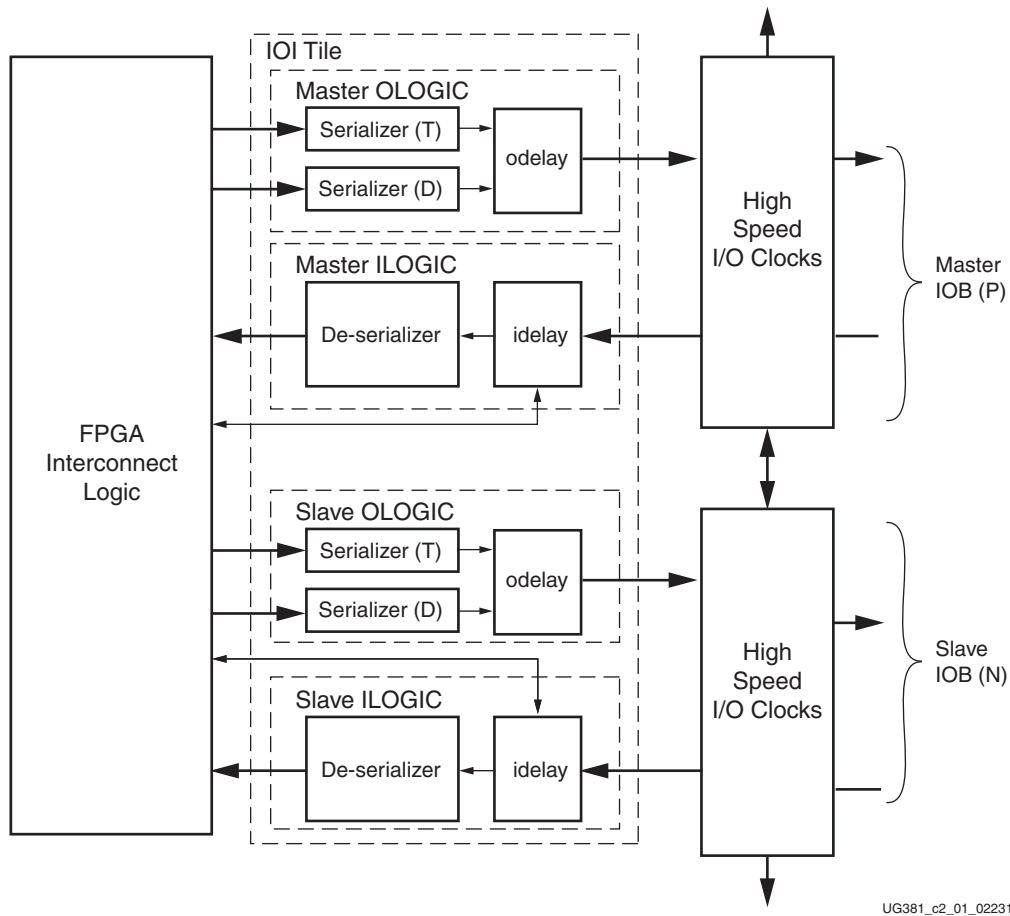 IOI Tile
Master OLOGIC
Serializer (T)
Serializer (D)
odelay
Master ILOGIC
De-serializer
idelay
FPGA
Interconnect
Logic
High
Speed
I/O Clocks
Master
IOB (P)
Slave OLOGIC
Serializer (T)
Serializer (D)
odelay
Slave ILOGIC
De-serializer
idelay
High
Speed
I/O Clocks
Slave
IOB (N)
UG381_c2_01_02231